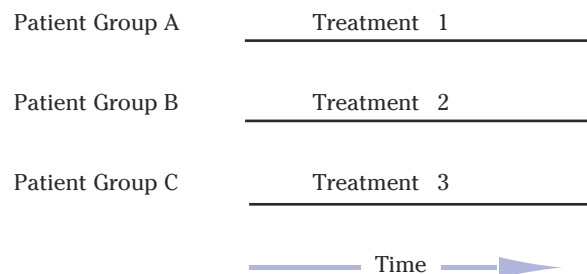 Patient Group A Treatment 1
Patient Group B Treatment 2
Patient Group C Treatment 3
Time